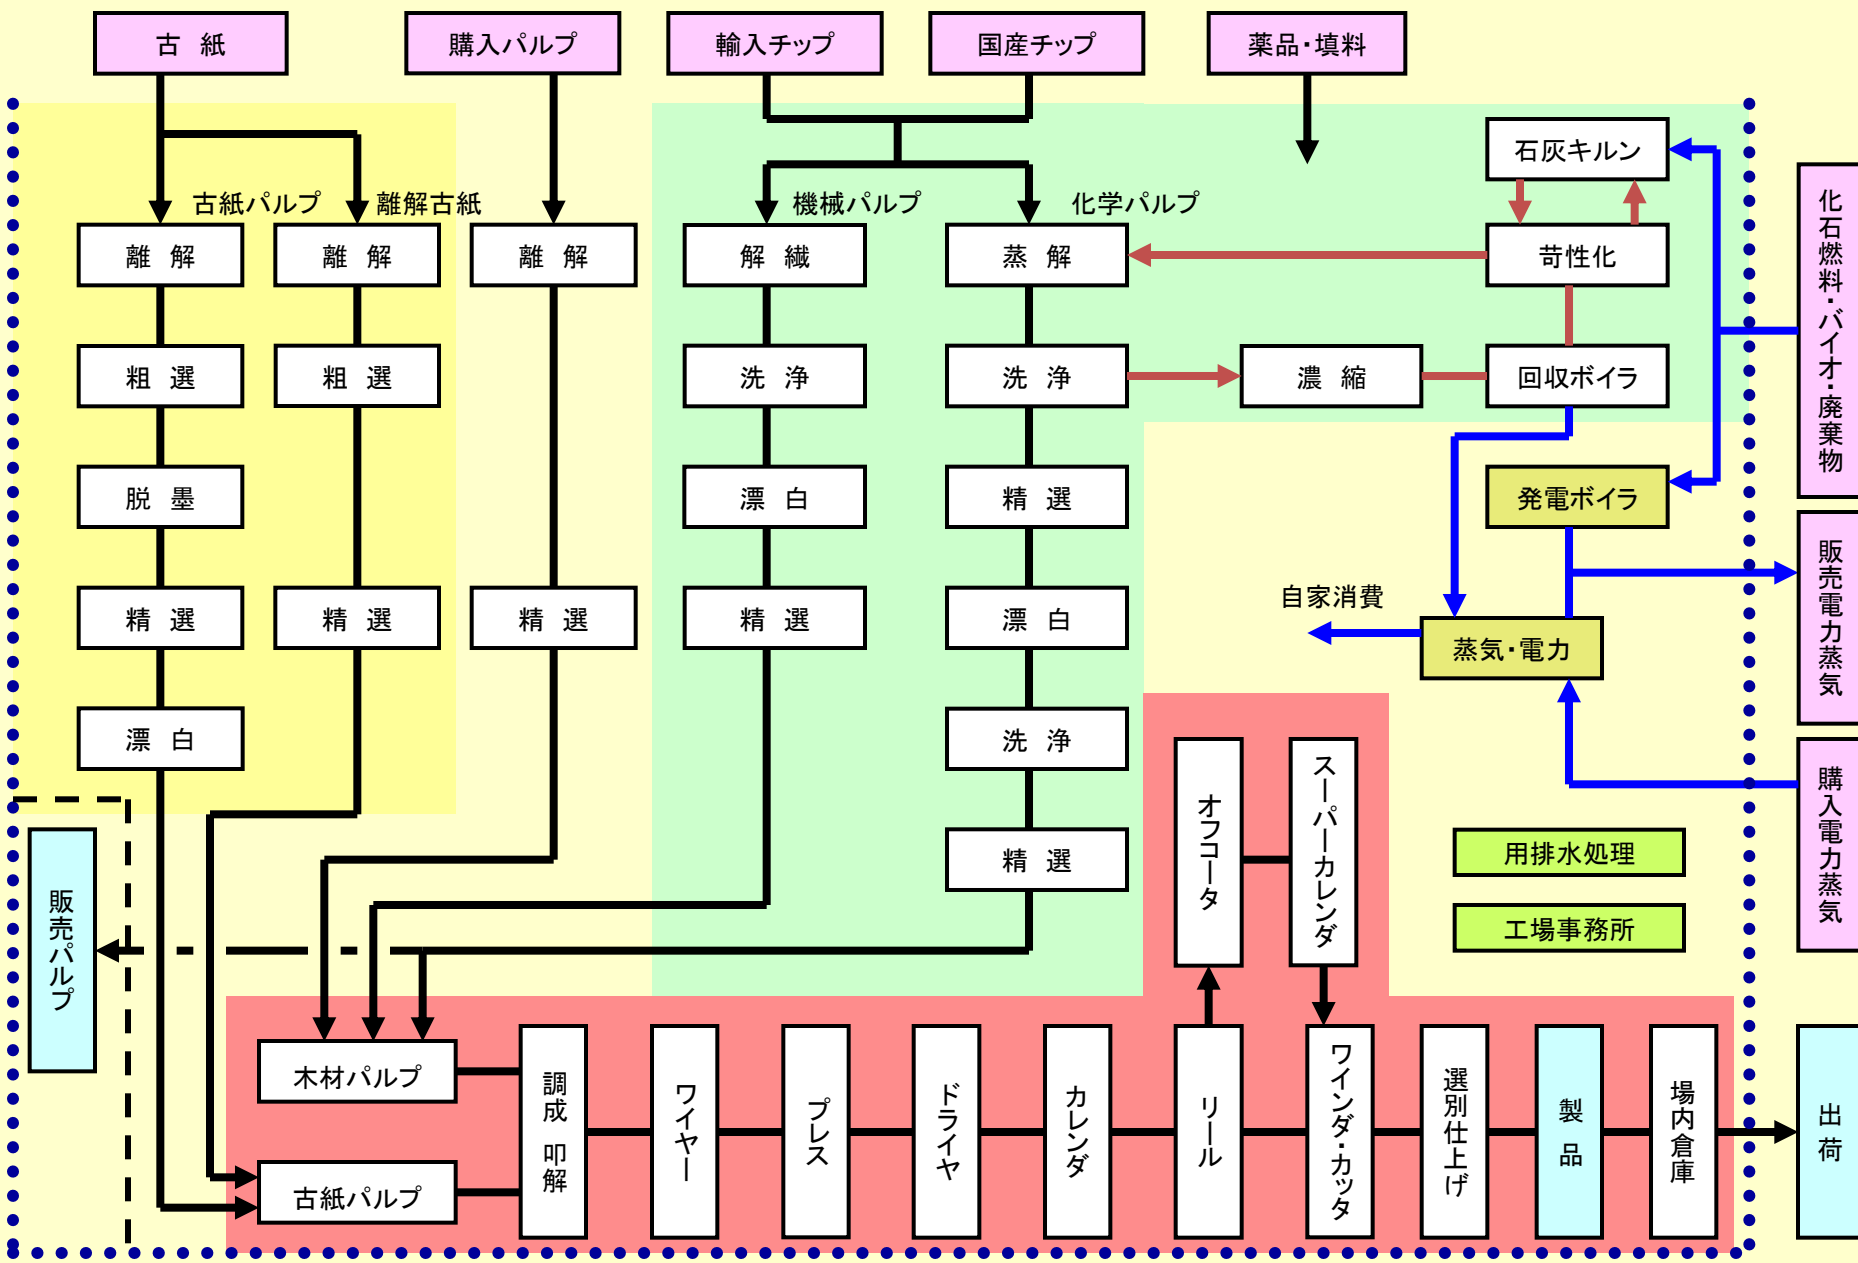 古 紙
購入パルプ
輸入チップ
国産チップ
薬品・填料
石灰キルン
化石燃料・バイオ・廃棄物
古紙パルプ
離解古紙
機械パルプ
化学パルプ
離 解
離 解
離 解
解 繊
蒸 解
苛性化
粗 選
粗 選
洗 浄
洗 浄
濃 縮
回収ボイラ
脱 墨
漂 白
精 選
発電ボイラ
販売電力蒸気
精 選
精 選
精 選
精 選
漂 白
自家消費
蒸気・電力
漂 白
洗 浄
オフコータ
スーパーカレンダ
購入電力蒸気
精 選
用排水処理
工場事務所
販売パルプ
木材パルプ
古紙パルプ
調成 叩解
ワイヤー
プレス
ドライヤ
カレンダ
リール
ワインダ・カッタ
選別仕上げ
製品
場内倉庫
出荷